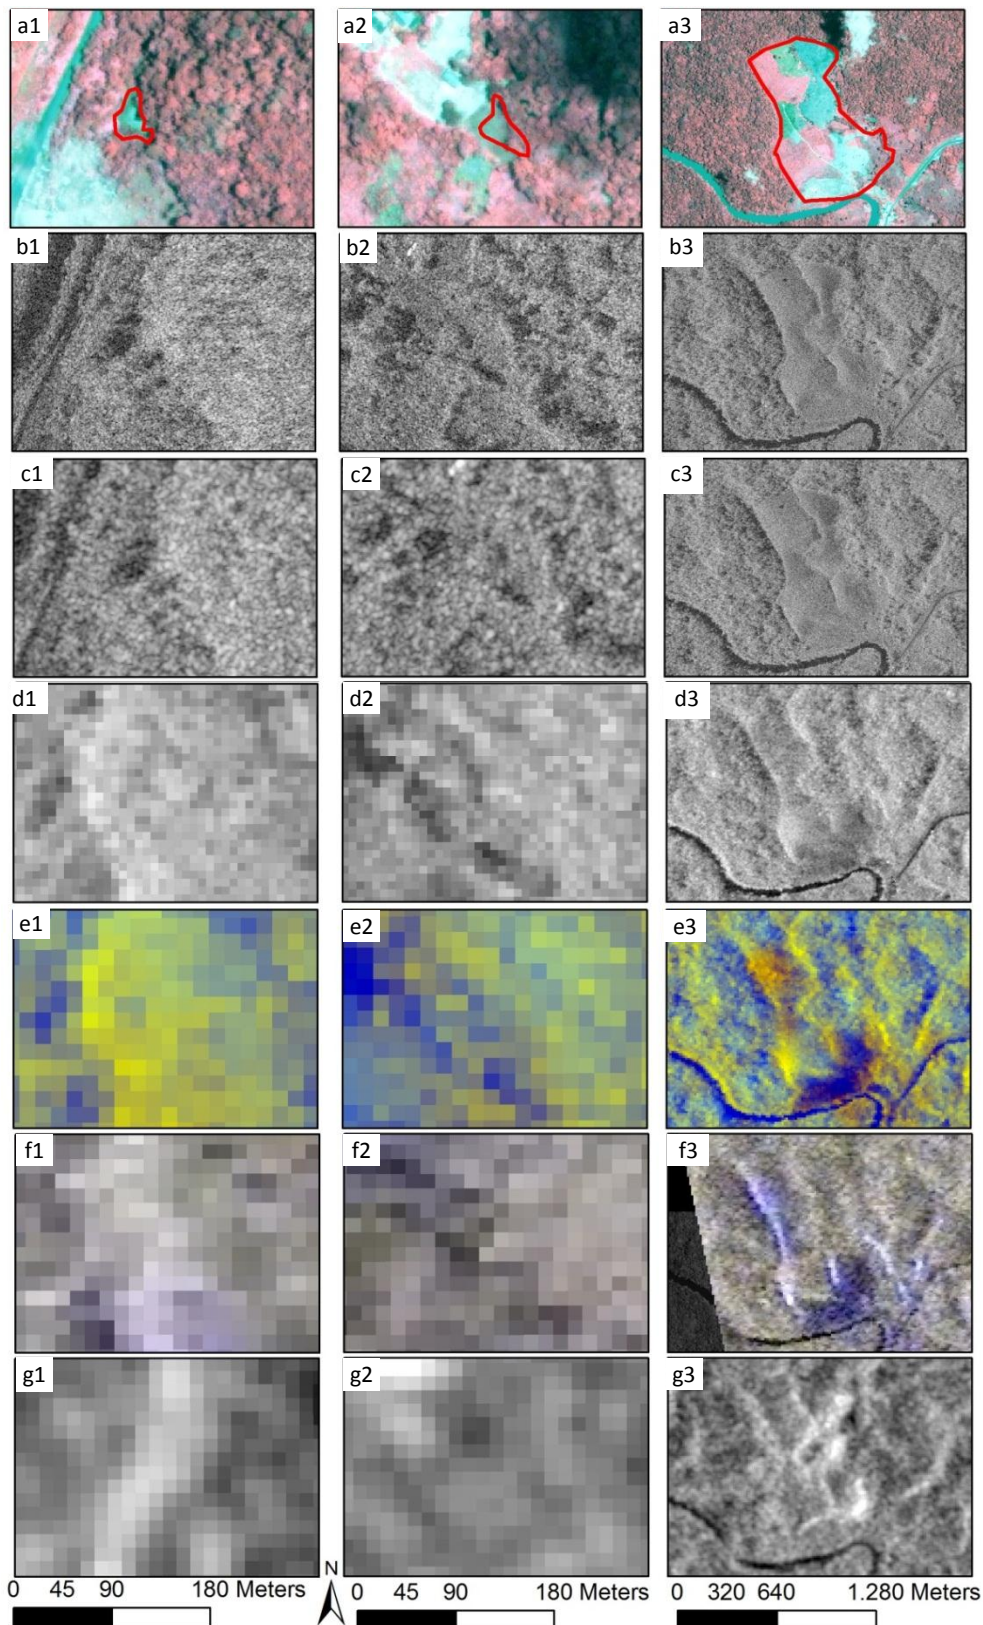 a1 a2 a3
b1 b2 b3
c1 c2 c3
d1 d2 d3
e1 e2 e3
f1 f2 f3
g1 g2 g3
N
0 45 90 180 Meters 0 45 90 180 Meters 0 320 640 1.280 Meters